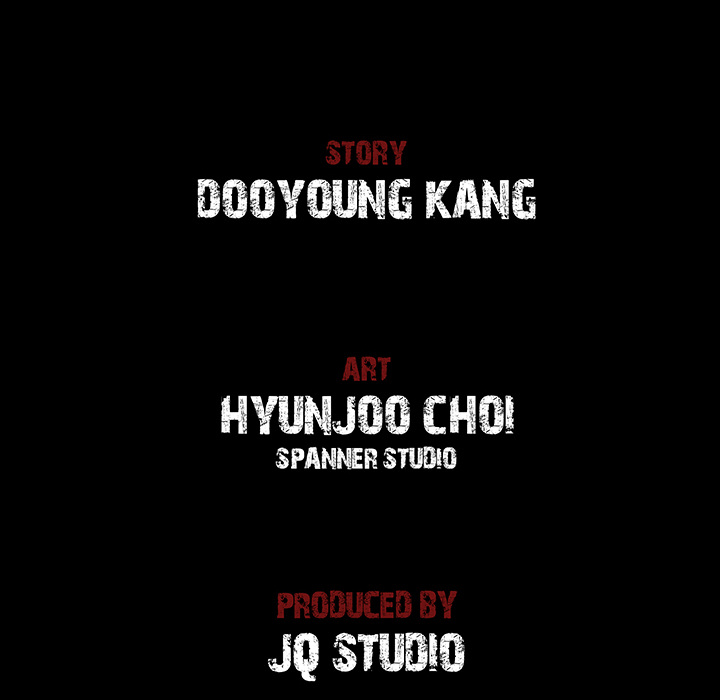 STORY
DOOYOUNG KANG
ART
HYUNJOO CHOI
SPANNER STUDIO
PRODUCED BY
JQ STUDIO